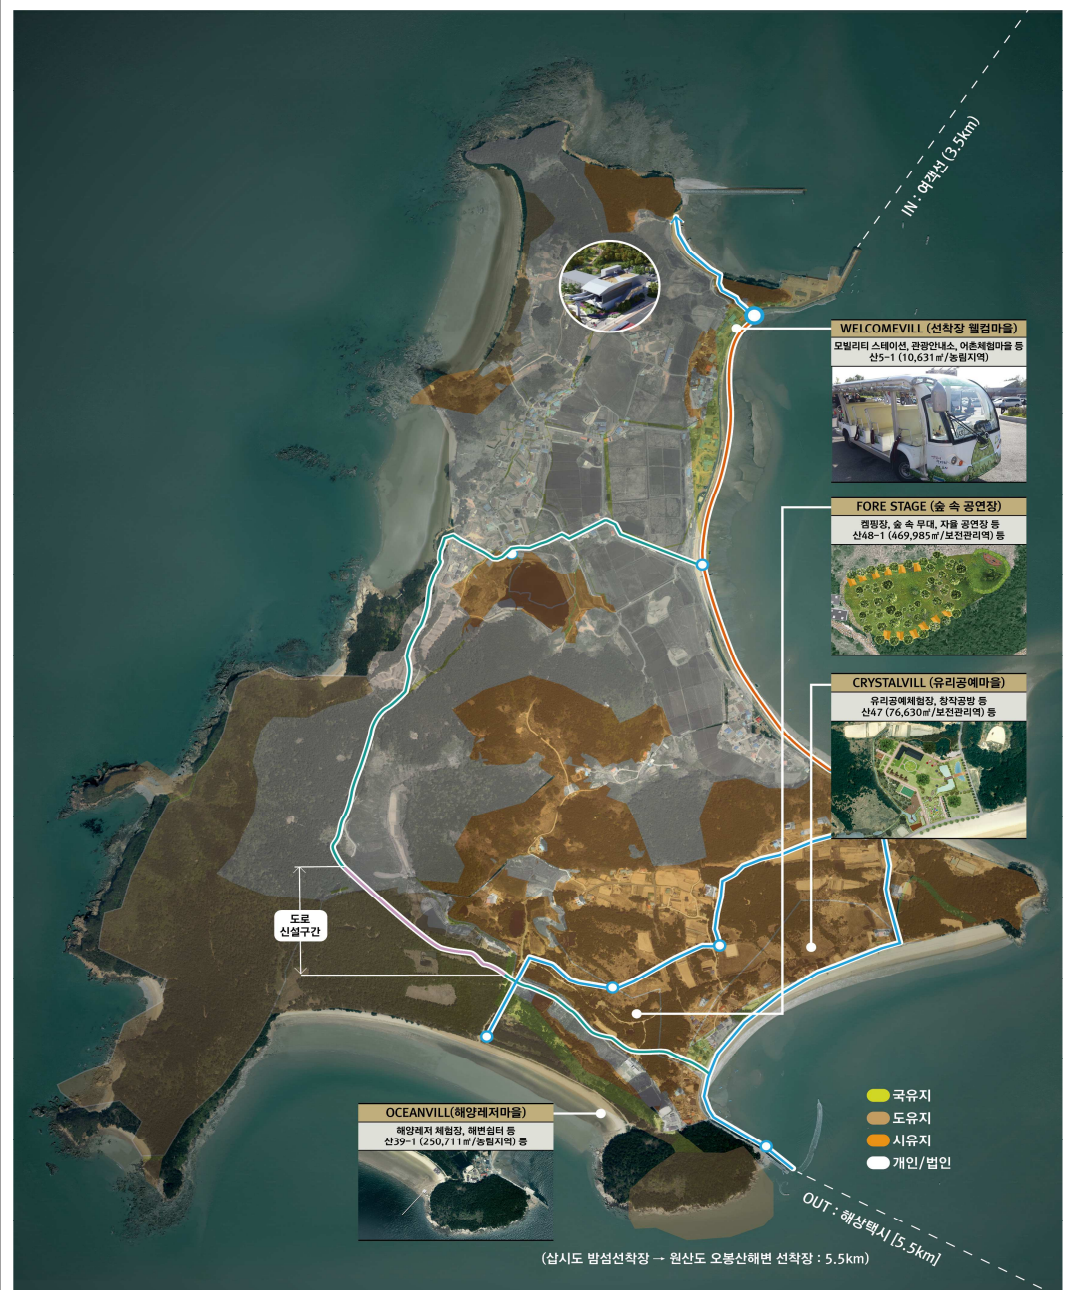 IN : 여객선 (3.5km)
WELCOMEVILL (선착장 웰컴마을)
모빌리티 스테이션, 관광안내소, 어촌체험마을 등
산5-1 (10,631㎡/농림지역)
FORE STAGE (숲 속 공연장)
캠핑장, 숲 속 무대, 자율 공연장 등
산48-1 (469,985㎡/보전관리역) 등
CRYSTALVILL (유리공예마을)
유리공예체험장, 창작공방 등
산47 (76,630㎡/보전관리역) 등
도로
신설구간
OCEANVILL(해양레저마을)
해양레저 체험장, 해변쉼터 등
산39-1 (250,711㎡/농림지역) 등
국유지
도유지
시유지
개인/법인
OUT : 해상택시 [5.5km]
(삽시도 밤섬선착장 → 원산도 오봉산해변 선착장 : 5.5km)